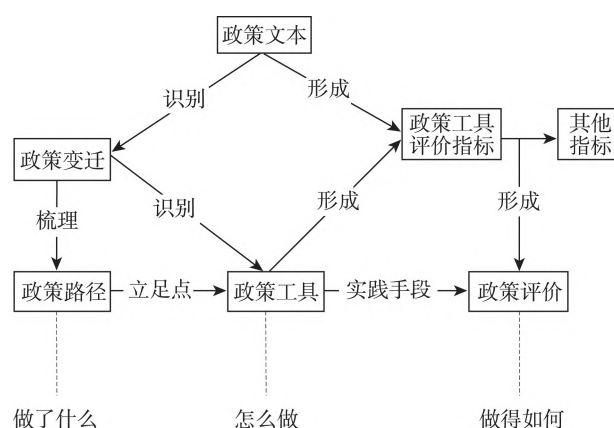 政策文本
识别
形成
政策工具
评价指标
其他
指标
政策变迁
识别
形成
形成
梳理
政策路径
立足点
政策工具
实践手段
政策评价
做了什么
怎么做
做得如何